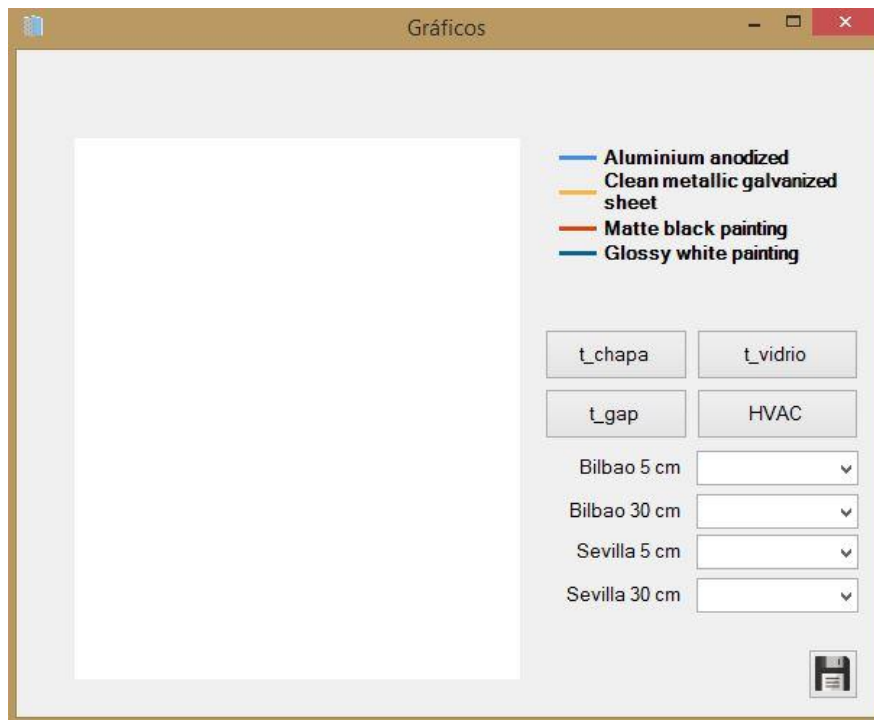 Gráficos
Aluminium anodized
Clean metallic galvanized
sheet
Matte black painting
Glossy white painting
t_chapa
t_vidrio
t_gap
HVAC
Bilbao 5 cm
Bilbao 30 cm
Sevilla 5 cm
Sevilla 30 cm